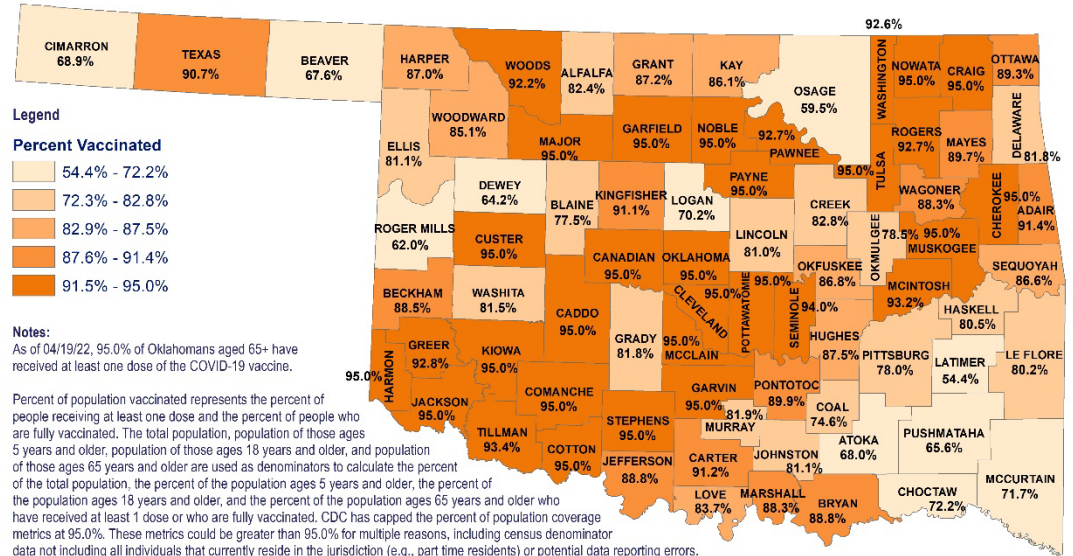 92.6%
CIMARRON
68.9%
TEXAS
90.7%
BEAVER
67.6%
HARPER
87.0%
WOODS
92.2%
ALFALFA
82.4%
GRANT
87.2%
KAY
86.1%
OSAGE
59.5%
WASHINGTON
NOWATA
95.0%
CRAIG
95.0%
OTTAWA
89.3%
WOODWARD
85.1%
MAJOR
95.0%
GARFIELD
95.0%
NOBLE
95.0%
92.7%
PAWNEE
95.0%
TULSA
ROGERS
92.7%
MAYES
89.7%
DELAWARE
81.8%
ELLIS
81.1%
DEWEY
64.2%
BLAINE
77.5%
KINGFISHER
91.1%
LOGAN
70.2%
PAYNE
95.0%
CREEK
82.8%
WAGONER
88.3%
CHEROKEE
95.0%
ADAIR
91.4%
ROGER MILLS
62.0%
CUSTER
95.0%
CANADIAN
95.0%
OKLAHOMA
95.0%
LINCOLN
81.0%
OKFUSKEE
86.8%
OKMULGEE
78.5%
95.0%
MUSKOGEE
SEQUOYAH
86.6%
BECKHAM
88.5%
WASHITA
81.5%
CADDO
95.0%
GRADY
81.8%
95.0%
CLEVELAND
95.0%
MCCLAIN
95.0%
POTTAWATOMIE
SEMINOLE
94.0%
HUGHES
87.5%
MCINTOSH
93.2%
HASKELL
80.5%
PITTSBURG
78.0%
LATIMER
54.4%
LE FLORE
80.2%
95.0%
HARMON
GREER
92.8%
KIOWA
95.0%
JACKSON
95.0%
TILLMAN
93.4%
COMANCHE
95.0%
COTTON
95.0%
STEPHENS
95.0%
GARVIN
95.0%
PONTOTOC
89.9%
81.9%
MURRAY
COAL
74.6%
ATOKA
68.0%
PUSHMATAHA
65.6%
MCCURTAIN
71.7%
JEFFERSON
88.8%
CARTER
91.2%
JOHNSTON
81.1%
LOVE
83.7%
MARSHALL
88.3%
BRYAN
88.8%
CHOCTAW
72.2%
Legend
Percent Vaccinated
54.4% - 72.2%
72.3% - 82.8%
82.9% - 87.5%
87.6% - 91.4%
91.5% - 95.0%
Notes:
As of 04/19/22, 95.0% of Oklahomans aged 65+ have
received at least one dose of the COVID-19 vaccine.
Percent of population vaccinated represents the percent of
people receiving at least one dose and the percent of people who
are fully vaccinated. The total population, population of those ages
5 years and older, population of those ages 18 years and older, and population
of those ages 65 years and older are used as denominators to calculate the percent
of the total population, the percent of the population ages 5 years and older, the percent of
the population ages 18 years and older, and the percent of the population ages 65 years and older who
have received at least 1 dose or who are fully vaccinated. CDC has capped the percent of population coverage
metrics at 95.0%. These metrics could be greater than 95.0% for multiple reasons, including census denominator
data not including all individuals that currently reside in the jurisdiction (e.g., part time residents) or potential data reporting errors.